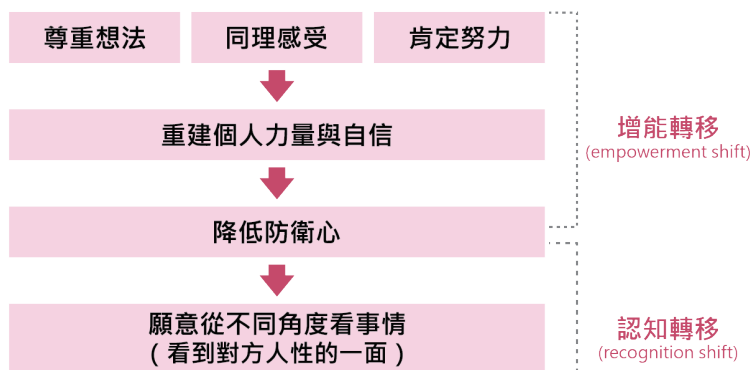 尊重想法
同理感受
肯定努力
重建個人力量與自信
增能轉移
(empowerment shift)
降低防衛心
願意從不同角度看事情
(看到對方人性的一面)
認知轉移
(recognition shift)